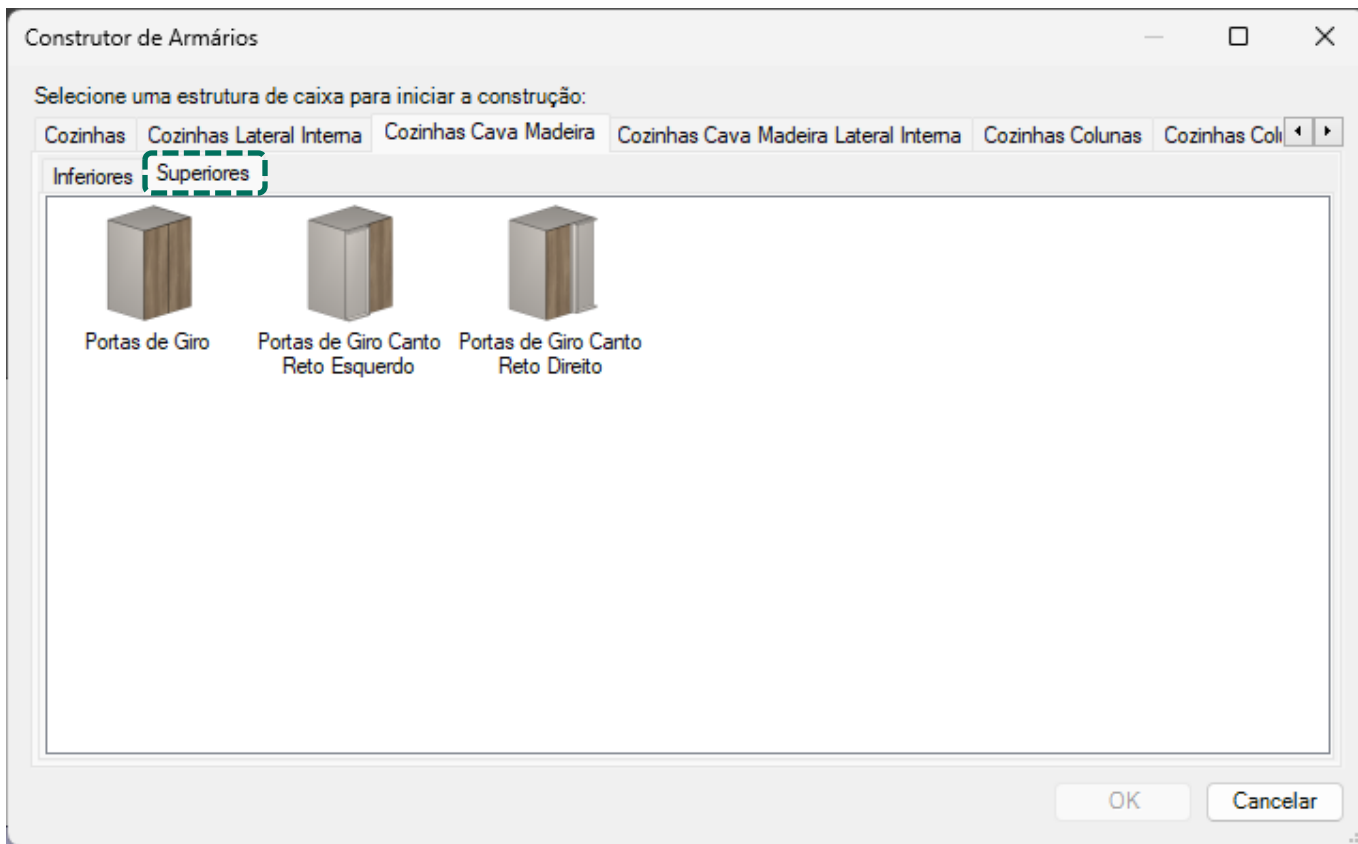 Construtor de Armários
Selecione uma estrutura de caixa para iniciar a construção:
Cozinhas Cozinhas Lateral Interna Cozinhas Cava Madeira Cozinhas Cava Madeira Lateral Interna Cozinhas Colunas Cozinhas Colu
Inferiores Superiores
Portas de Giro Portas de Giro Canto Portas de Giro Canto
Reto Esquerdo Reto Direito
OK Cancelar